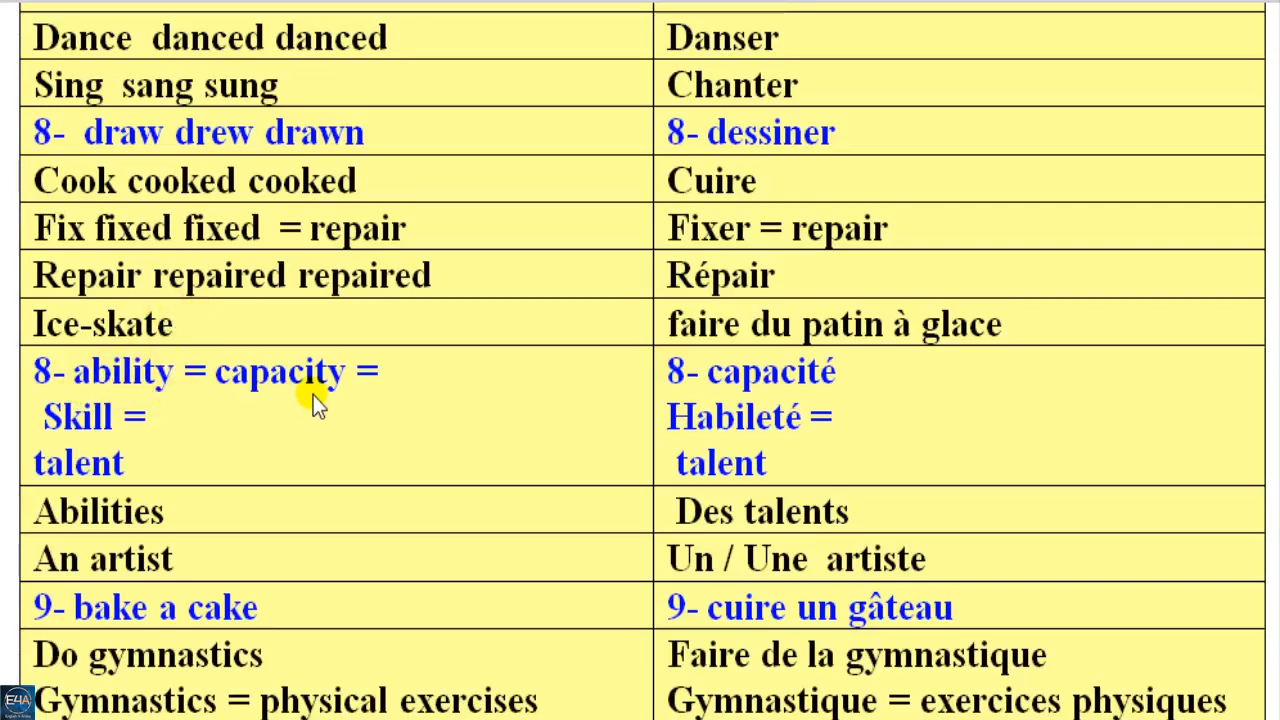 Dance danced danced
Danser
Sing sang sung
Chanter
8- draw drew drawn
8- dessiner
Cook cooked cooked
Cuire
Fix fixed fixed = repair
Fixer = repair
Repair repaired repaired
Répair
Ice-skate
faire du patin à glace
8- ability = capacity =
Skill =
talent
8- capacité
Habileté =
talent
Abilities
Des talents
An artist
Un / Une artiste
9- bake a cake
9- cuire un gâteau
Do gymnastics
Gymnastics = physical exercises
Faire de la gymnastique
Gymnastique = exercices physiques
E4A